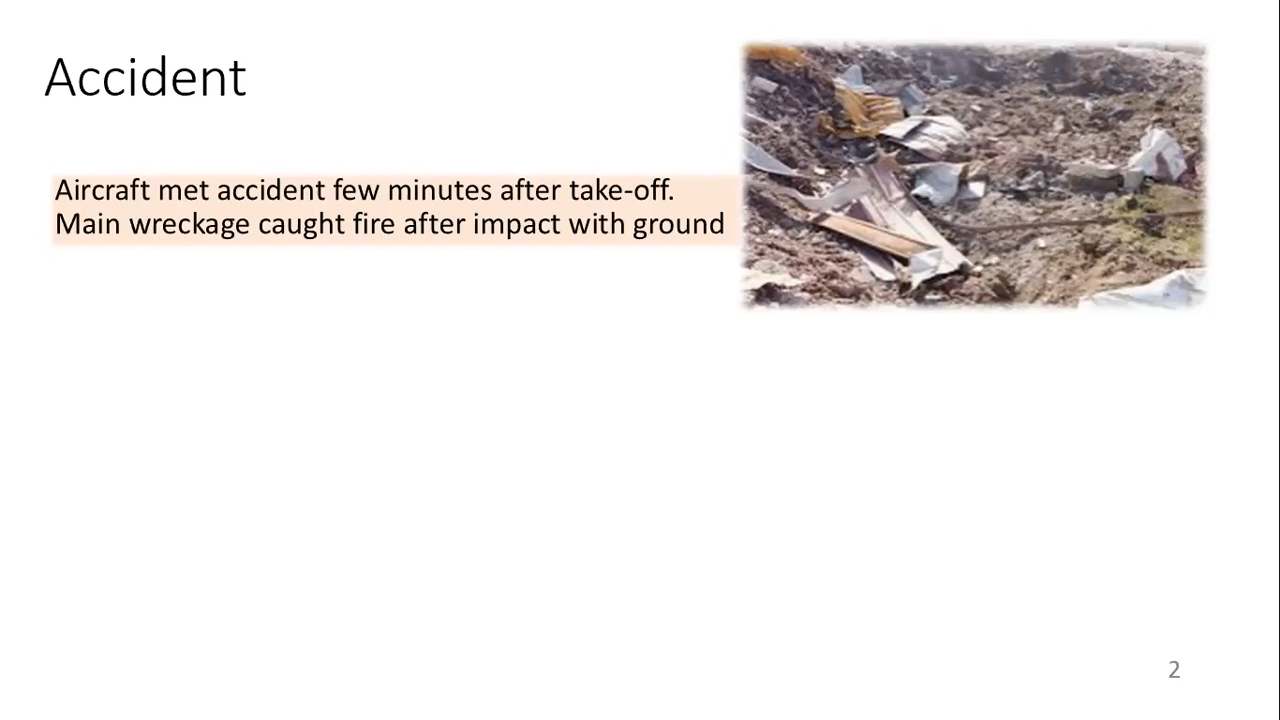 Accident
Aircraft met accident few minutes after take-off.
Main wreckage caught fire after impact with ground
2